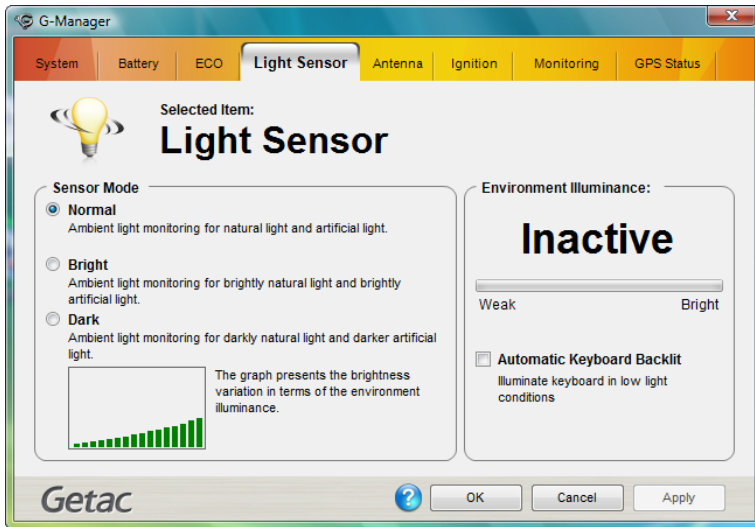 G-Manager
System Battery ECO Light Sensor Antenna Ignition Monitoring GPS Status
Selected Item:
Light Sensor
Sensor Mode
Normal
Ambient light monitoring for natural light and artificial light.
Bright
Ambient light monitoring for brightly natural light and brightly
artificial light.
Dark
Ambient light monitoring for darkly natural light and darker artificial
light.
The graph presents the brightness
variation in terms of the environment
illuminance.
Environment Illuminance:
Inactive
Weak Bright
Automatic Keyboard Backlit
Illuminate keyboard in low light
conditions
Getac ? OK Cancel Apply